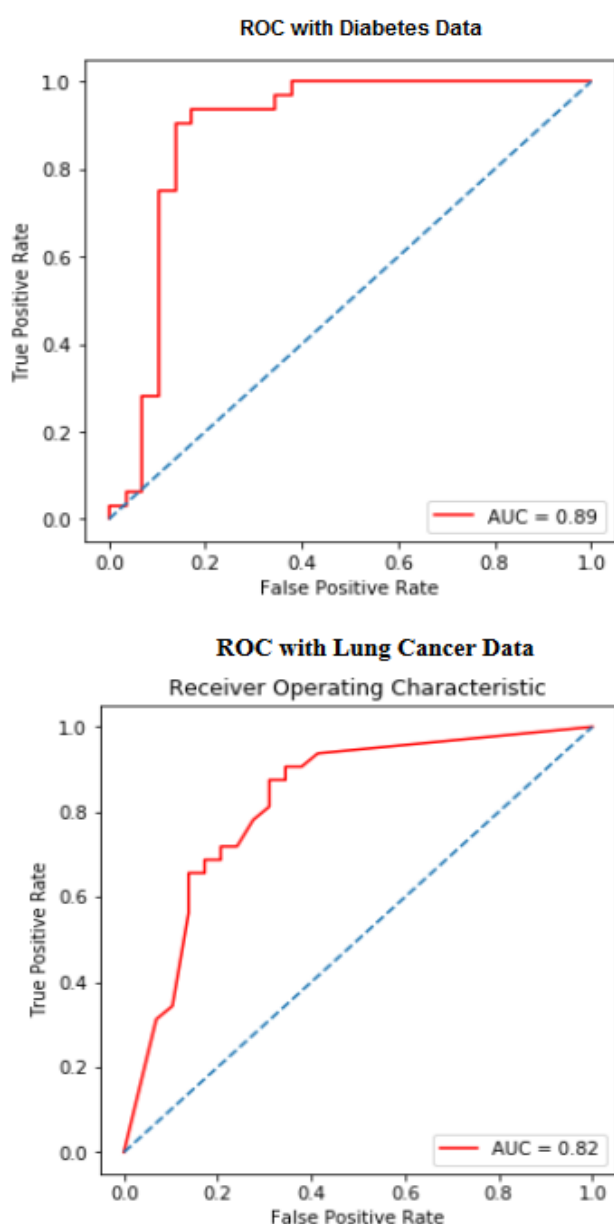 ROC with Diabetes Data
1.0
0.8
0.6
0.4
0.2
0.0
True Positive Rate
AUC = 0.89
0.0 0.2 0.4 0.6 0.8 1.0
False Positive Rate
ROC with Lung Cancer Data
Receiver Operating Characteristic
1.0
0.8
0.6
0.4
0.2
0.0
True Positive Rate
AUC = 0.82
0.0 0.2 0.4 0.6 0.8 1.0
False Positive Rate